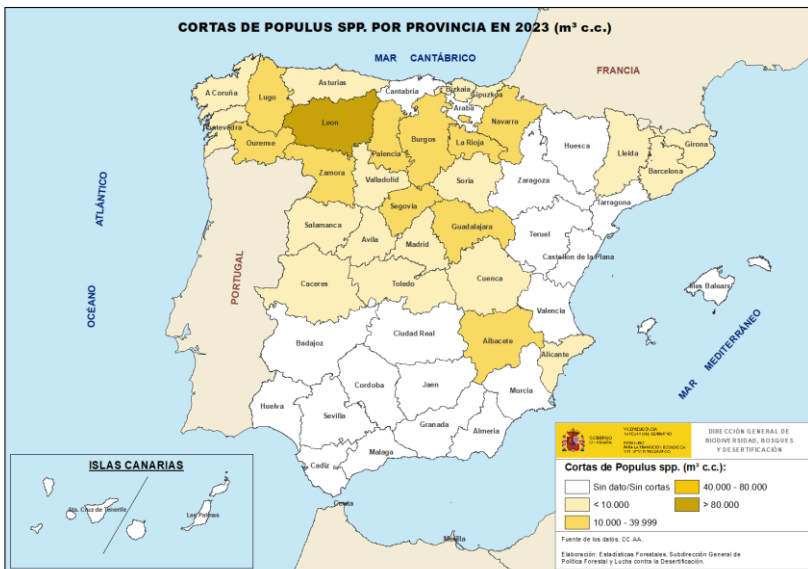 CORTAS DE POPULUS SPP. POR PROVINCIA EN 2023 (m³ c.c.)
MAR CANTÁBRICO
FRANCIA
OCÉANO ATLÁNTICO
PORTUGAL
MAR MEDITERRÁNEO
A Coruña
Lugo
Asturias
Cantabria
Bizkaia
Gipuzkoa
Araba
Navarra
Pontevedra
Ourense
Leon
Palencia
Burgos
La Rioja
Huesca
Lleida
Girona
Barcelona
Zamora
Valladolid
Soria
Zaragoza
Tarragona
Segovia
Salamanca
Avila
Madrid
Guadalajara
Teruel
Castellon de la Plana
Caceres
Toledo
Cuenca
Valencia
Illes Balears
Badajoz
Ciudad Real
Albacete
Alicante
Cordoba
Jaen
Murcia
Huelva
Sevilla
Granada
Almeria
Malaga
Cadiz
Ceuta
Melilla
ISLAS CANARIAS
Sta. Cruz de Tenerife
Las Palmas
GOBIERNO
DE ESPAÑA
DIRECCIÓN GENERAL DE
BIODIVERSIDAD, BOSQUES
Y DESERTIFICACIÓN
Cortas de Populus spp. (m³ c.c.):
Sin dato/Sin cortas
< 10.000
10.000 - 39.999
40.000 - 80.000
> 80.000
Fuente de los datos: CC.AA.
Elaboración: Estadísticas Forestales. Subdirección General de
Política Forestal y Lucha contra la Desertificación.